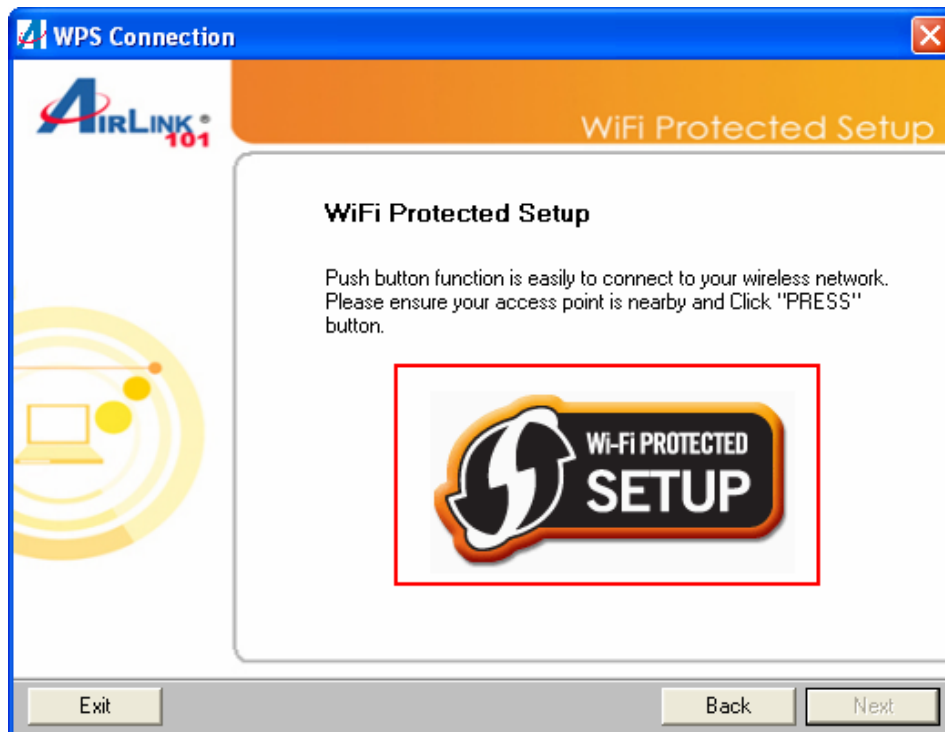 WPS Connection
AIRLINK
101
WiFi Protected Setup
WiFi Protected Setup
Push button function is easily to connect to your wireless network.
Please ensure your access point is nearby and Click "PRESS"
button.
Wi-Fi PROTECTED
SETUP
Exit
Back
Next